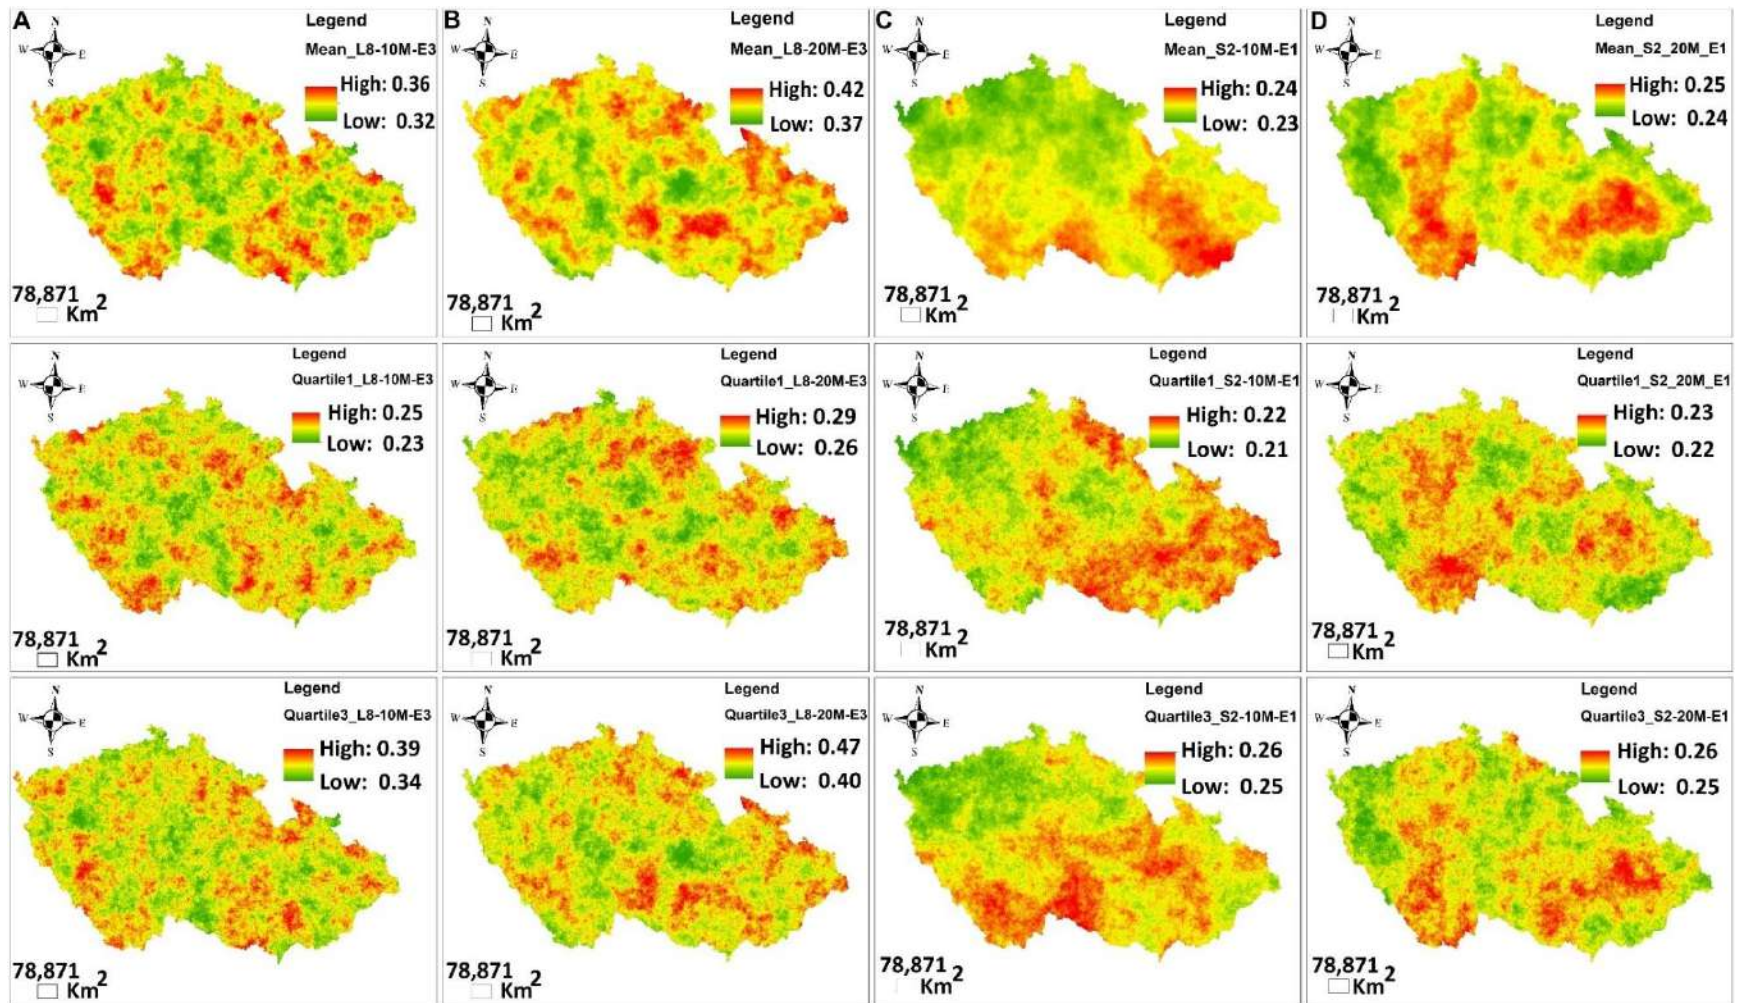 A
N
W
E
S
Legend
Mean_L8-10M-E3
High: 0.36
Low: 0.32
78,871
Km2
B
N
W
E
S
Legend
Mean_L8-20M-E3
High: 0.42
Low: 0.37
78,871
Km2
C
N
W
E
S
Legend
Mean_S2-10M-E1
High: 0.24
Low: 0.23
78,871
Km2
D
N
W
E
S
Legend
Mean_S2_20M_E1
High: 0.25
Low: 0.24
78,871
Km2
N
W
E
S
Legend
Quartile1_L8-10M-E3
High: 0.25
Low: 0.23
78,871
Km2
N
W
E
S
Legend
Quartile1_L8-20M-E3
High: 0.29
Low: 0.26
78,871
Km2
N
W
E
S
Legend
Quartile1_S2-10M-E1
High: 0.22
Low: 0.21
78,871
Km2
N
W
E
S
Legend
Quartile1_S2_20M_E1
High: 0.23
Low: 0.22
78,871
Km2
N
W
E
S
Legend
Quartile3_L8-10M-E3
High: 0.39
Low: 0.34
78,871
Km2
N
W
E
S
Legend
Quartile3_L8-20M-E3
High: 0.47
Low: 0.40
78,871
Km2
N
W
E
S
Legend
Quartile3_S2-10M-E1
High: 0.26
Low: 0.25
78,871
Km2
N
W
E
S
Legend
Quartile3_S2-20M-E1
High: 0.26
Low: 0.25
78,871
Km2